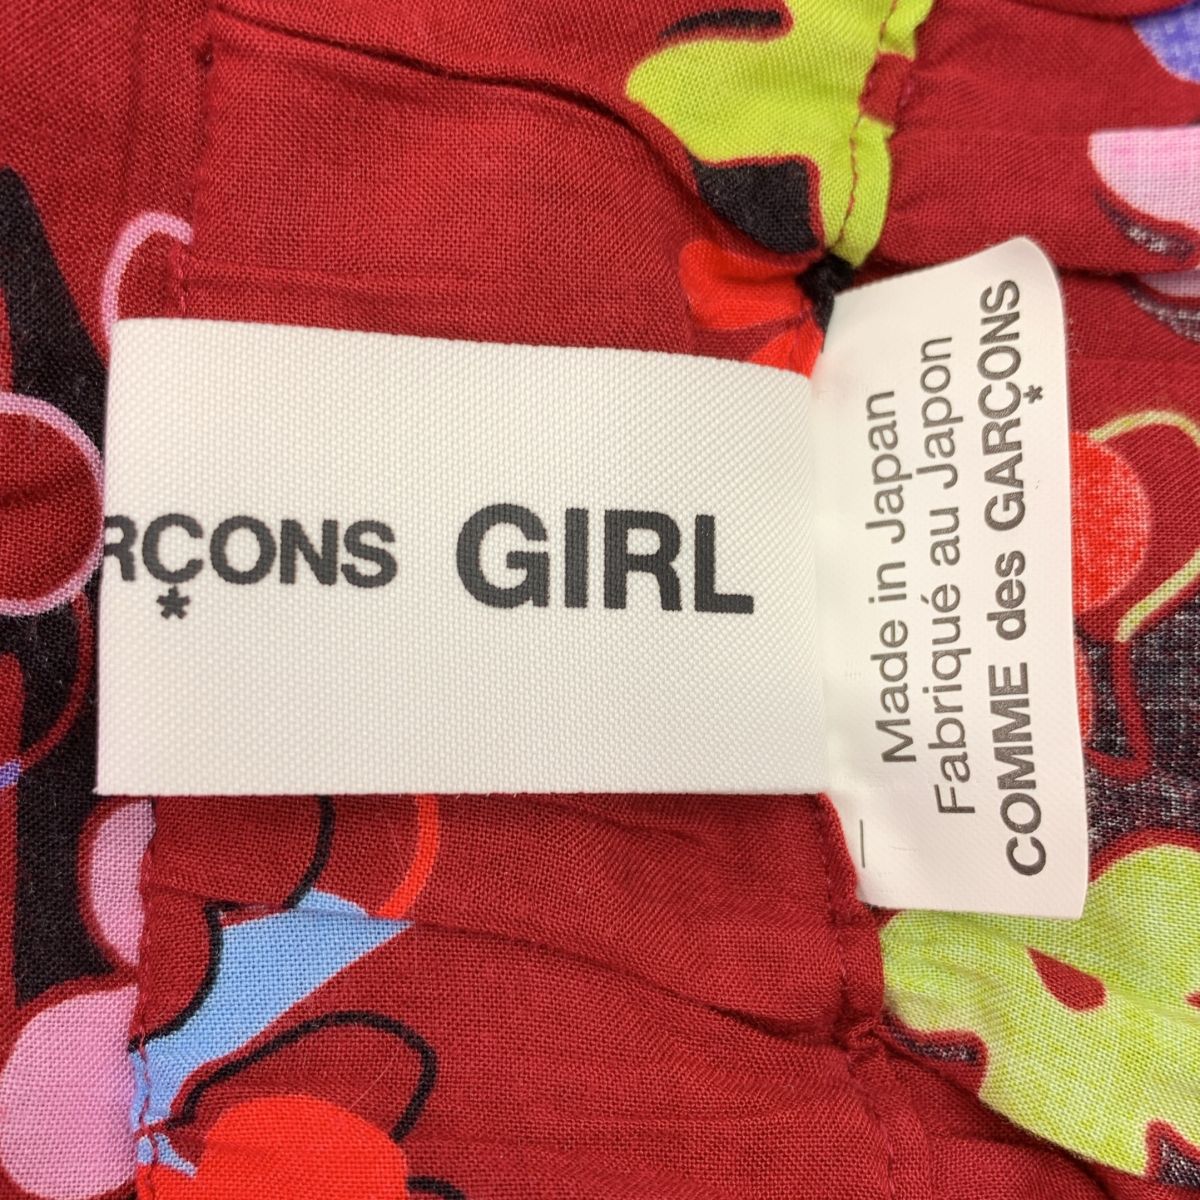 RÇONS GIRL
*
Made in Japan
Fabriqué au Japon
COMME des GARÇONS
*